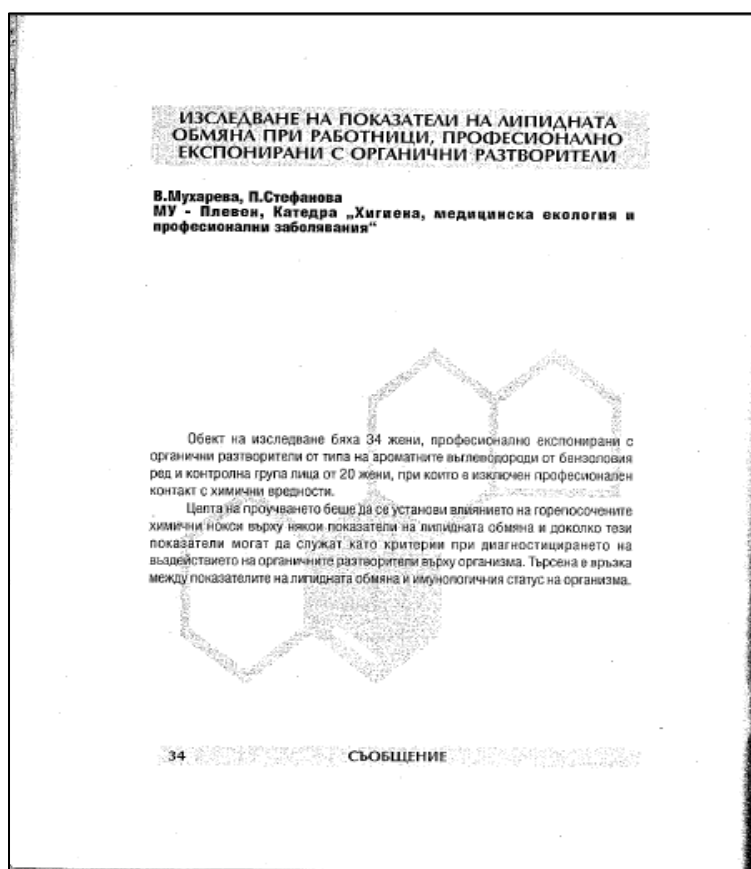 ИЗСЛЕДВАНЕ НА ПОКАЗАТЕЛИ НА ЛИПИДНАТА
ОБМЯНА ПРИ РАБОТНИЦИ, ПРОФЕСИОНАЛНО
ЕКСПОНИРАНИ С ОРГАНИЧНИ РАЗТВОРИТЕЛИ
В.Мухарева, П.Стефанова
МУ - Плевен, Катедра „Хигиена, медицинска екология и
професионални заболявания“
Обект на изследване бяха 34 жени, професионално експонирани с
органични разтворители от типа на ароматните въглеводороди от бензоловия
ред и контролна група лица от 20 жени, при които е изключен професионален
контакт с химични вредности.
Целта на проучването беше да се установи влиянието на горепосочените
химични нокси върху някои показатели на липидната обмяна и доколко тези
показатели могат да служат като критерии при диагностицирането на
въздействието на органичните разтворители върху организма. Търсена е връзка
между показателите на липидната обмяна и имунологичния статус на организма.
34 СЪОБЩЕНИЕ